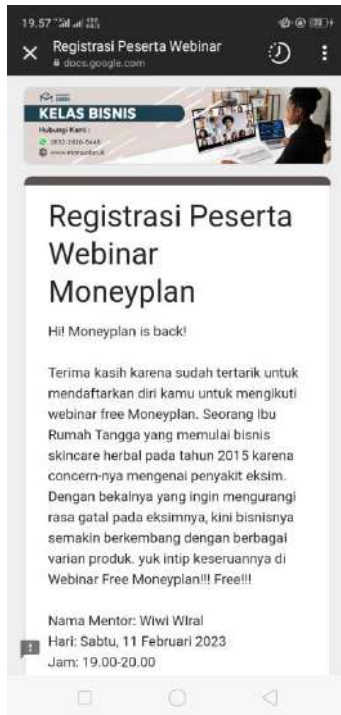 19.57
Registrasi Peserta Webinar
docs.google.com
KELAS BISNIS
Hubungi Kami :
Registrasi Peserta
Webinar
Moneyplan
Hi! Moneyplan is back!
Terima kasih karena sudah tertarik untuk
mendaftarkan diri kamu untuk mengikuti
webinar free Moneyplan. Seorang Ibu
Rumah Tangga yang memulai bisnis
skincare herbal pada tahun 2015 karena
concern-nya mengenai penyakit eksim.
Dengan bekalnya yang ingin mengurangi
rasa gatal pada eksimnya, kini bisnisnya
semakin berkembang dengan berbagai
varian produk. yuk intip keseruannya di
Webinar Free Moneyplan!!! Free!!!
Nama Mentor: Wiwi WIral
Hari: Sabtu, 11 Februari 2023
Jam: 19.00-20.00